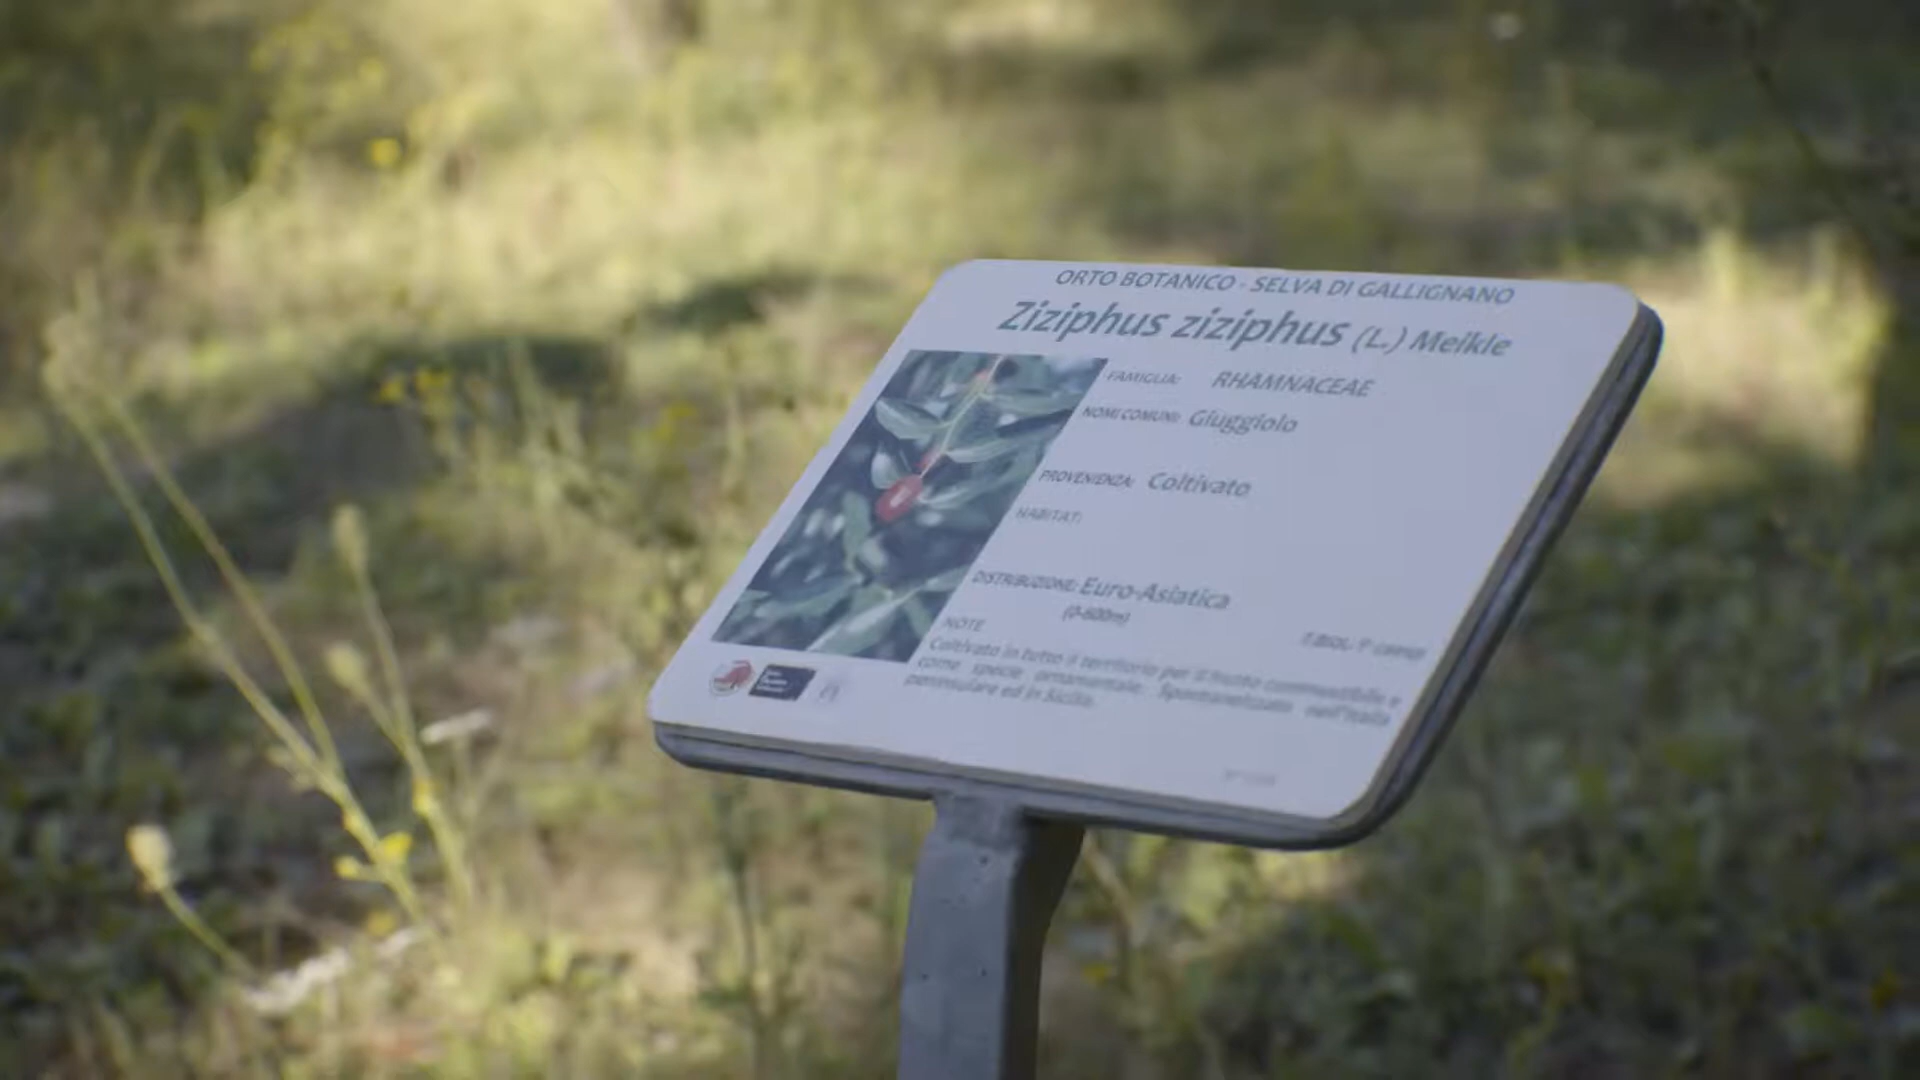 ORTO BOTANICO - SELVA DI GALLIGNANO
Ziziphus ziziphus (L.) Meikle
FAMIGLIA: RHAMNACEAE
NOMI COMUNI: Giuggiolo
PROVENIENZA: Coltivato
HABITAT:
DISTRIBUZIONE: Euro-Asiatica
(0-600m)
NOTE
Coltivato in tutto il territorio per il frutto commestibile e
come specie ornamentale. Spontaneizzato nell'Italia
peninsulare ed in Sicilia.